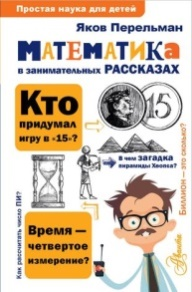 Простая наука для детей
Яков Перельман
МАТЕМАТИКА
в занимательных РАССКАЗАХ
Кто
придумал
игру в «15»?
15
В чем загадка
пирамиды Хеопса?
Биллион — это сколько?
Как рассчитать число ПИ?
Время —
четвертое
измерение?
Аванта